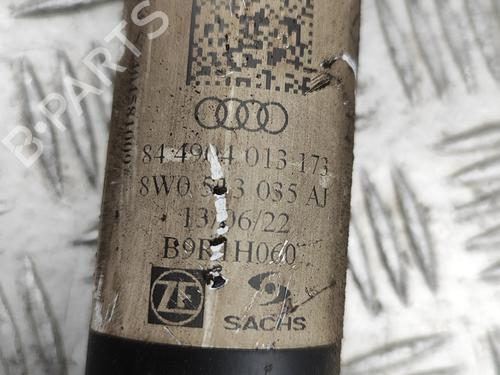 B-PARTS
84 4904 013 173
8W0 513 035 AJ
13/06/22
B9R1H060
ZF
SACHS